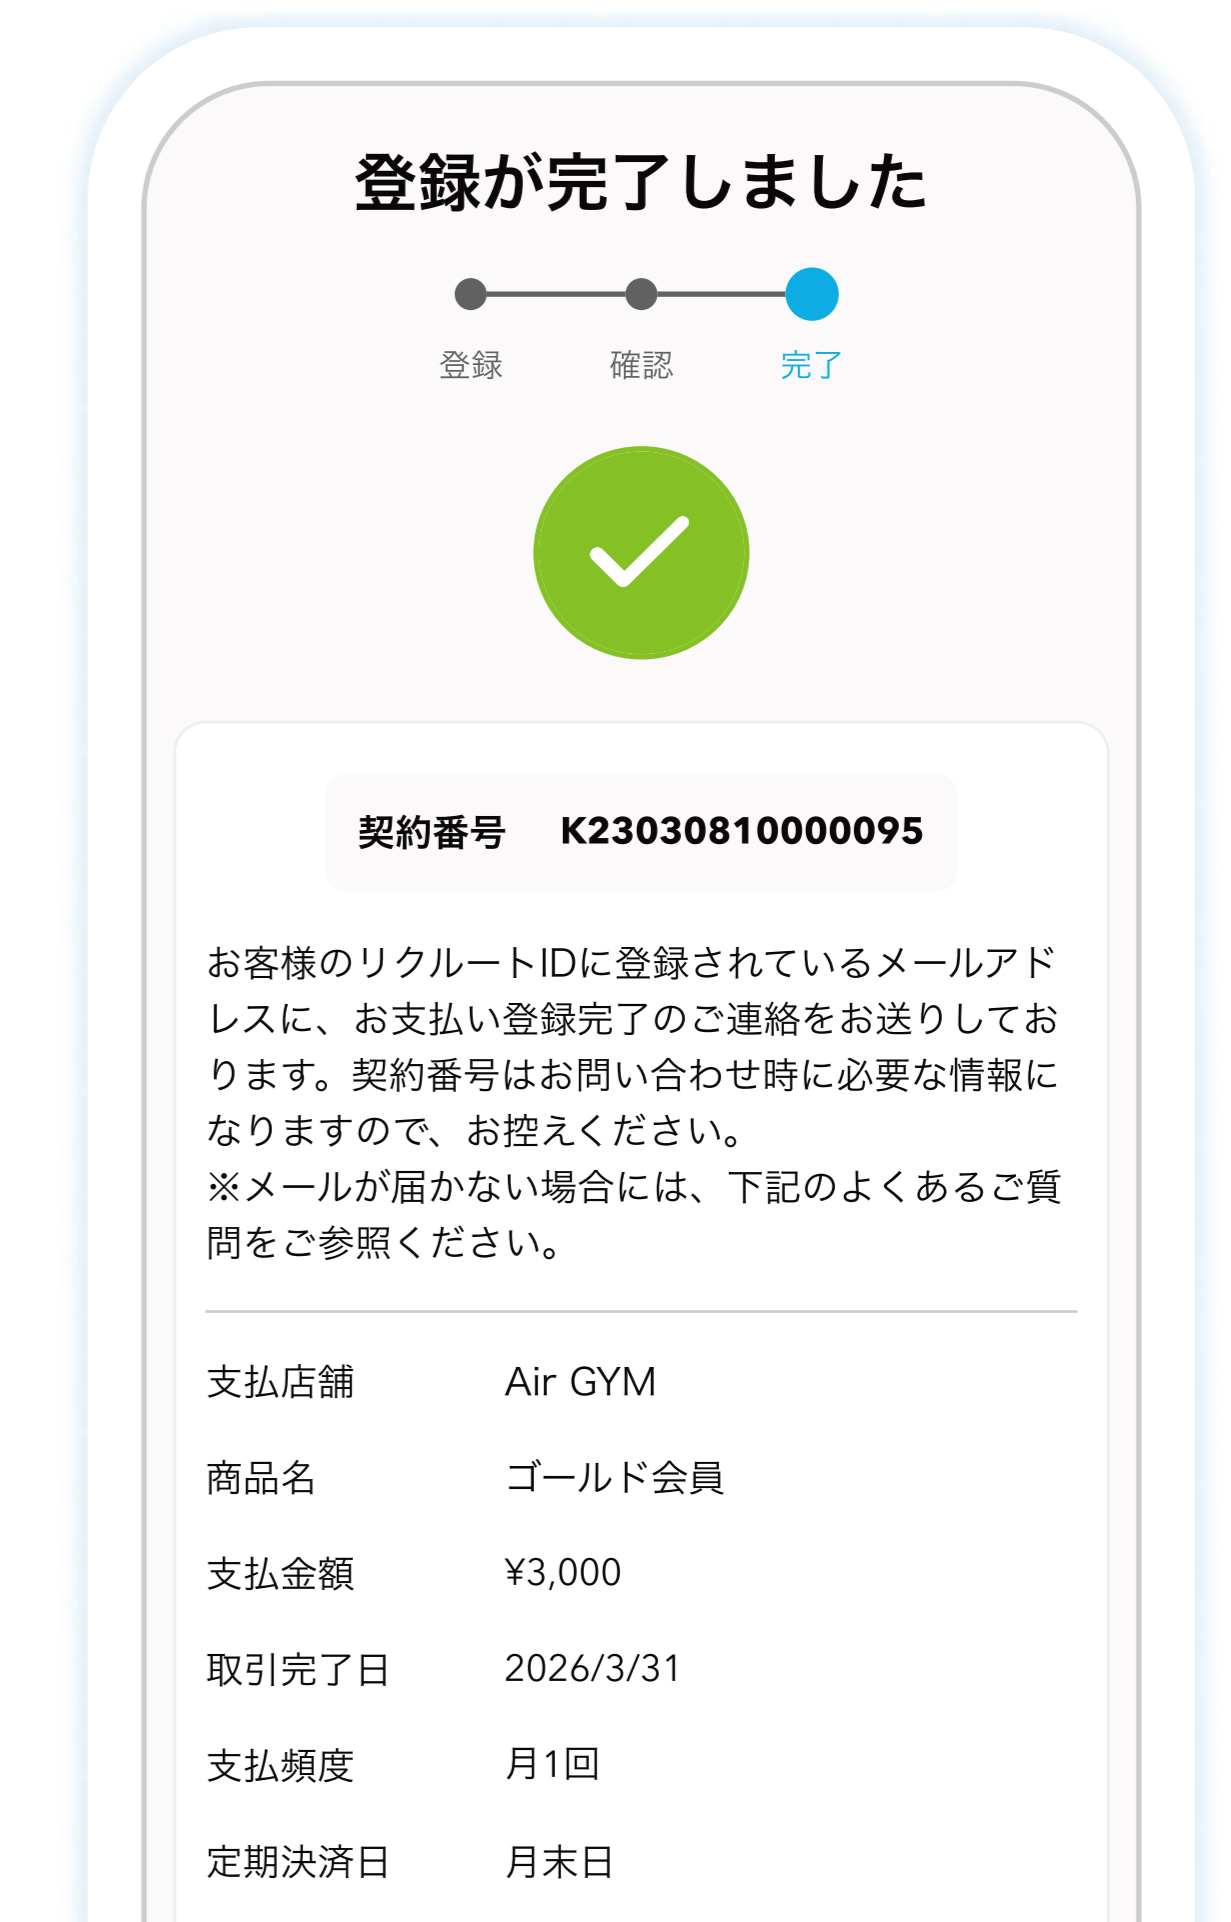 登録が完了しました
登録 確認 完了
契約番号 K23030810000095
お客様のリクルートIDに登録されているメールアド
レスに、お支払い登録完了のご連絡をお送りしてお
ります。契約番号はお問い合わせ時に必要な情報に
なりますので、お控えください。
※メールが届かない場合には、下記のよくあるご質
問をご参照ください。
支払店舗 Air GYM
商品名 ゴールド会員
支払金額 ¥3,000
取引完了日 2026/3/31
支払頻度 月1回
定期決済日 月末日